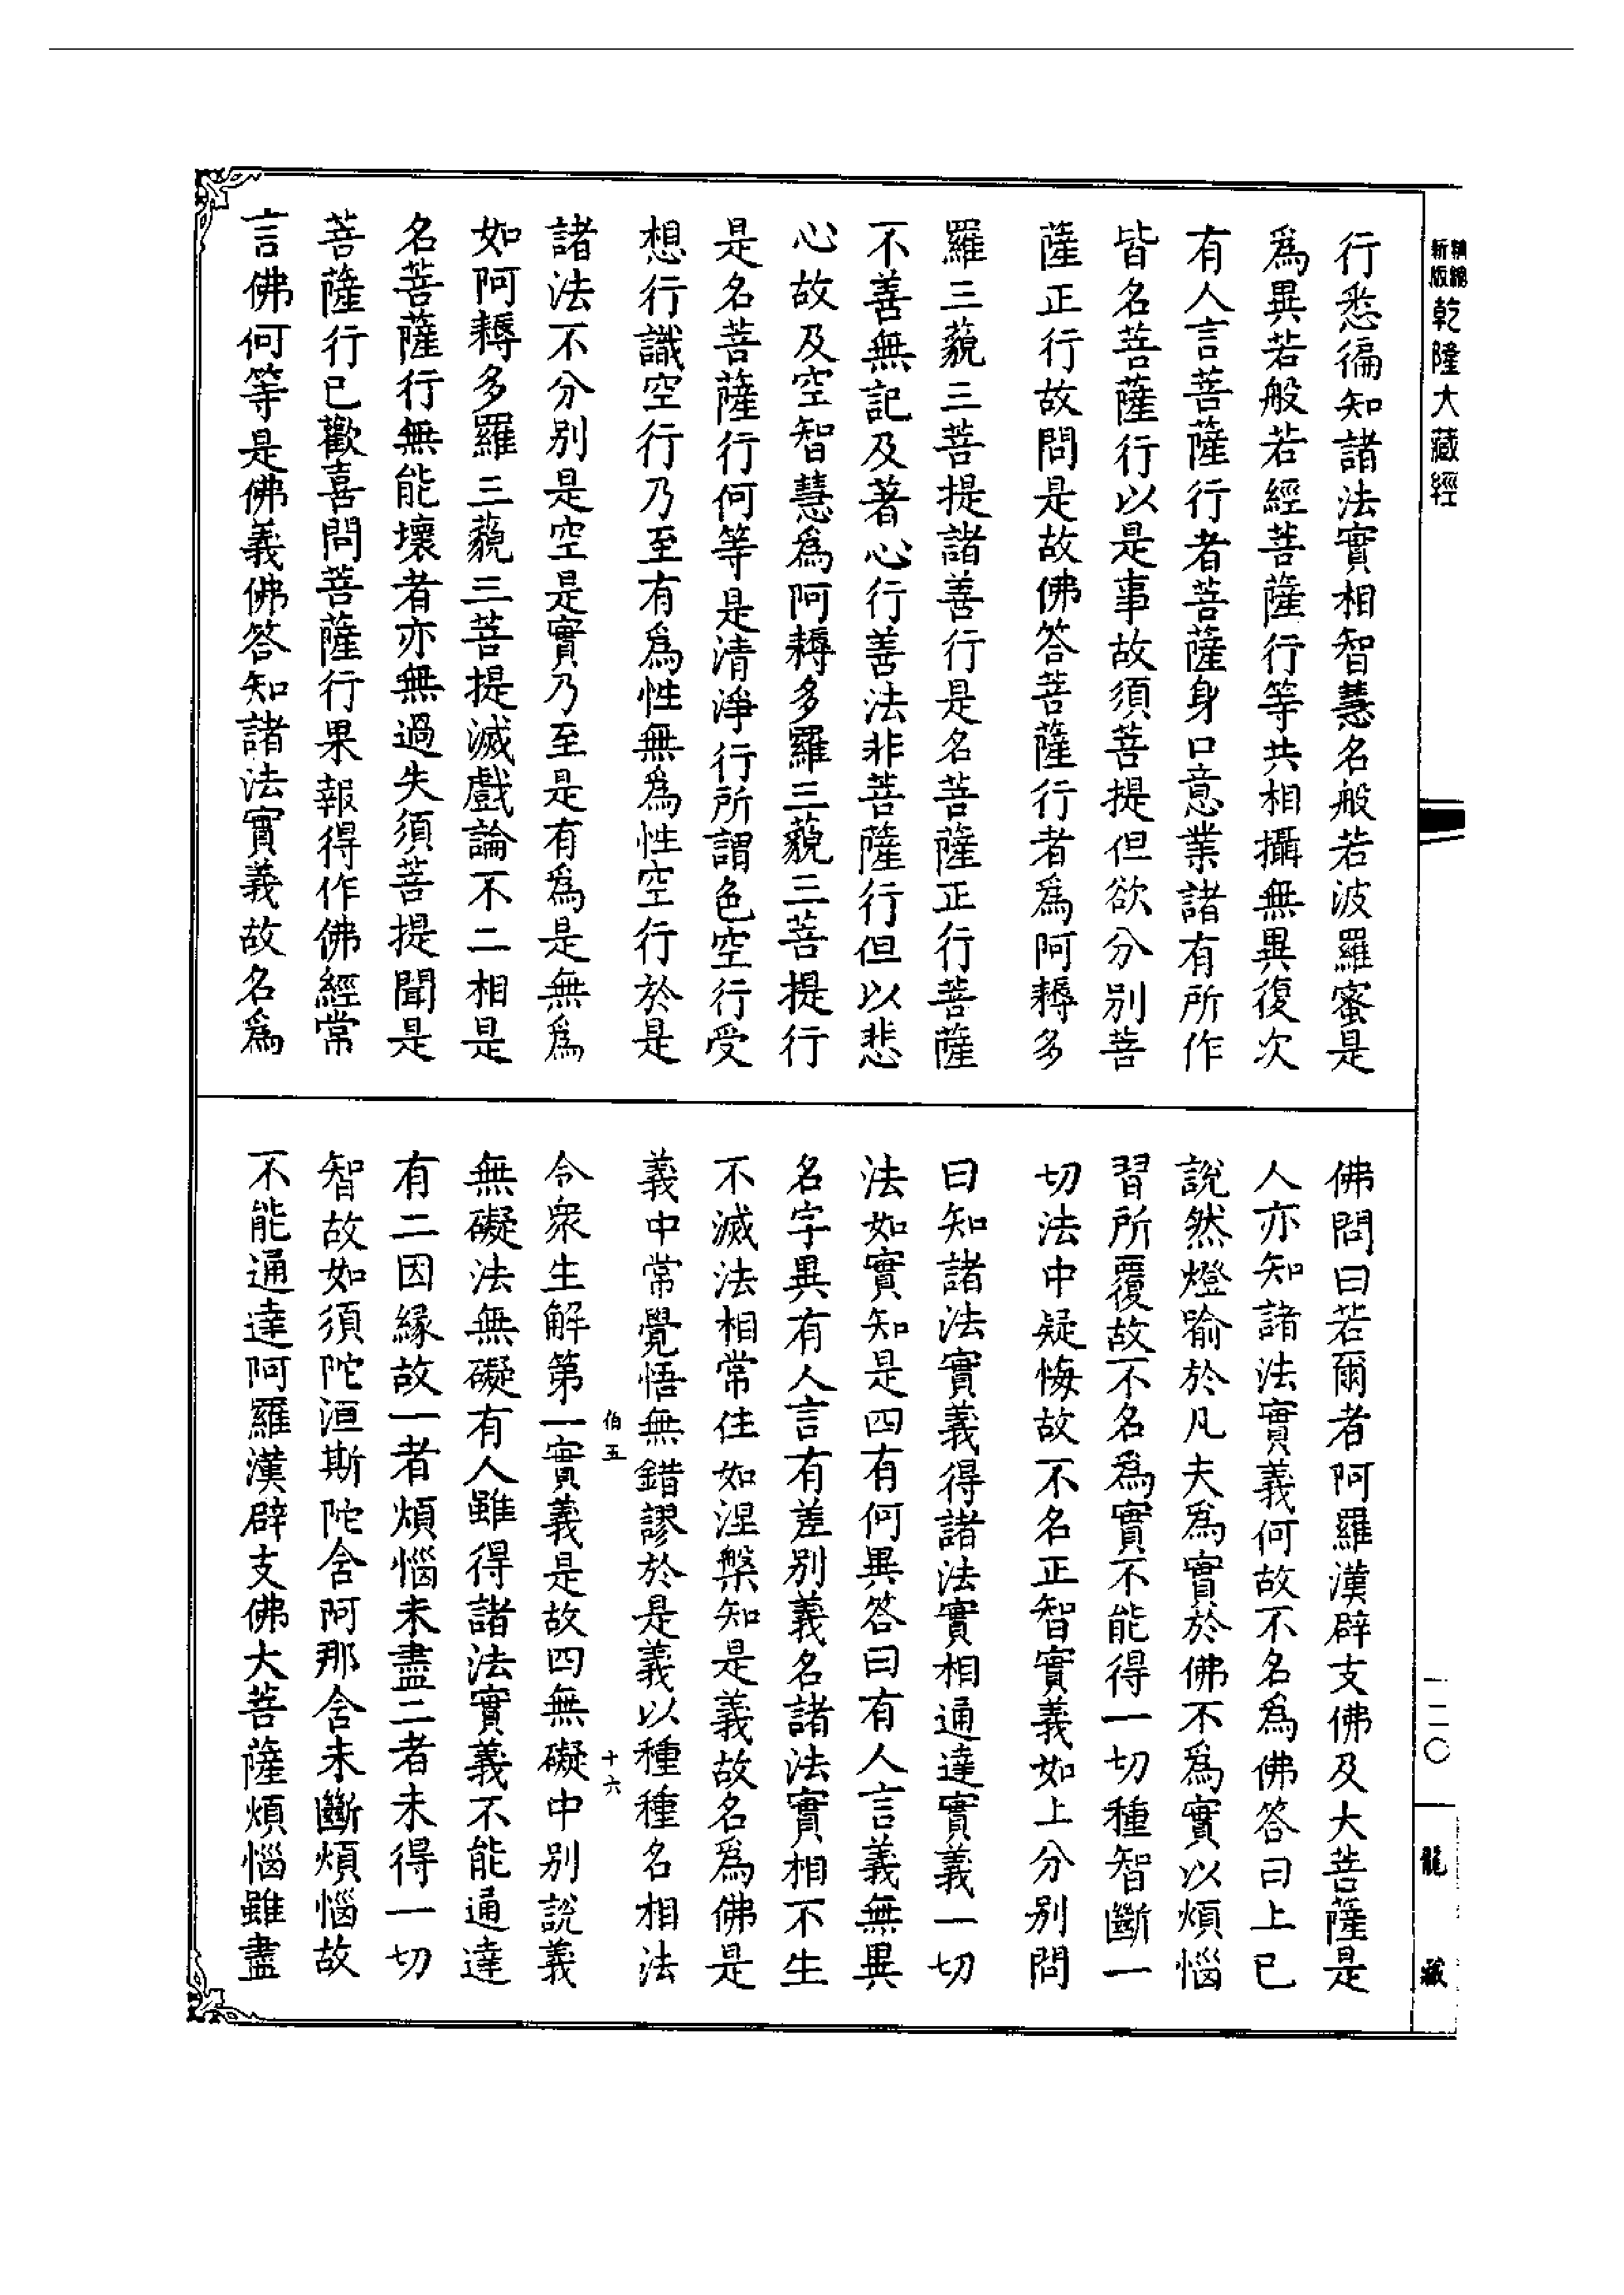 精縮新版乾隆大藏經
行悉徧知諸法實相智慧名般若波羅蜜是
爲異若般若經菩薩行等共相攝無異復次
有人言菩薩行者菩薩身口意業諸有所作
皆名菩薩行以是事故須菩提但欲分別菩
薩正行故問是故佛答菩薩行者爲阿耨多
羅三藐三菩提諸善行是名菩薩正行菩薩
不善無記及著心行善法非菩薩行但以悲
心故及空智慧爲阿耨多羅三藐三菩提行
是名菩薩行何等是清淨行所謂色空行受
想行識空行乃至有爲性無爲性空行於是
諸法不分別是空是實乃至是有爲是無爲
如阿耨多羅三藐三菩提滅戲論不二相是
名菩薩行無能壞者亦無過失須菩提聞是
菩薩行已歡喜問菩薩行果報得作佛經常
言佛何等是佛義佛答知諸法實義故名爲
佛問曰若爾者阿羅漢辟支佛及大菩薩是
人亦知諸法實義何故不名爲佛答曰上已
說然燈喻於凡夫爲實於佛不爲實以煩惱
習所覆故不名爲實不能得一切種智斷一
切法中疑悔故不名正智實義如上分別問
曰知諸法實義得諸法實相通達實義一切
法如實知是四有何異答曰有人言義無異
名字異有人言有差別義名諸法實相不生
不滅法相常住如涅槃知是義故名爲佛是
義中常覺悟無錯謬於是義以種種名相法
伯五 十六
令衆生解第一實義是故四無礙中別說義
無礙法無礙有人雖得諸法實義不能通達
有二因緣故一者煩惱未盡二者未得一切
智故如須陀洹斯陀含阿那含未斷煩惱故
不能通達阿羅漢辟支佛大菩薩煩惱雖盡
一二〇
龍藏